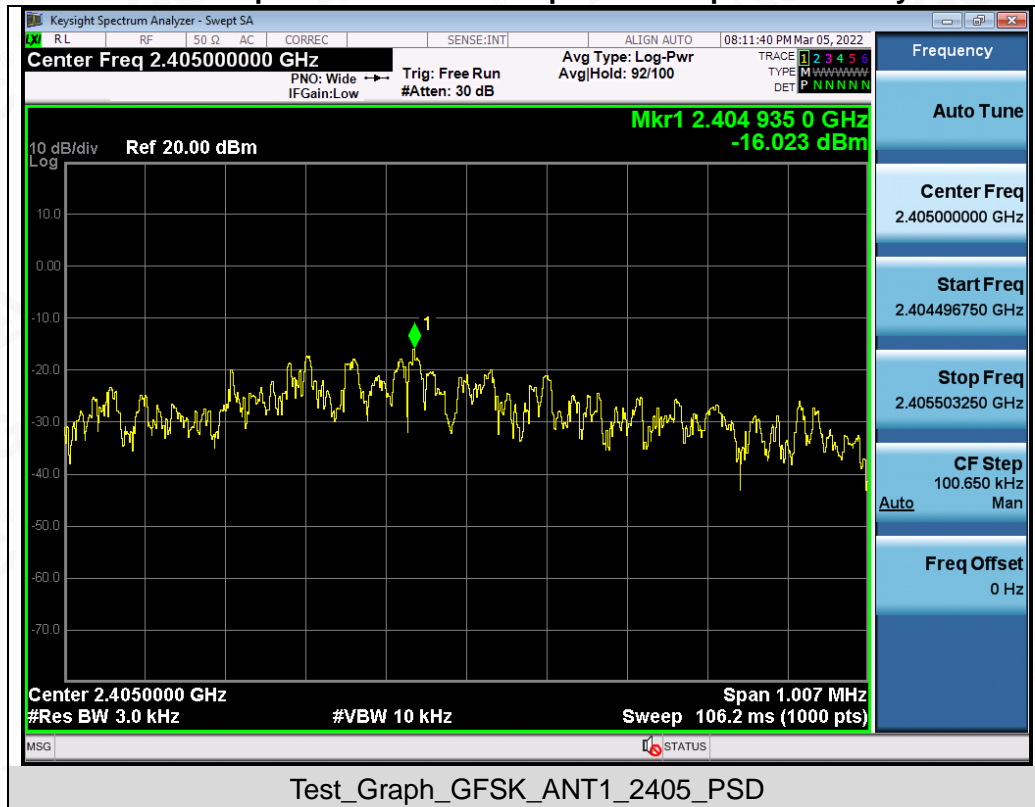 Keysight Spectrum Analyzer - Swept SA
LXI RL RF 50 Ω AC CORREC SENSE:INT ALIGN AUTO 08:11:40 PM Mar 05, 2022
Center Freq 2.405000000 GHz
PNO: Wide
IFGain:Low
Trig: Free Run
#Atten: 30 dB
Avg Type: Log-Pwr
Avg|Hold: 92/100
TRACE 1 2 3 4 5 6
TYPE M WWWWW
DET P N N N N N
Mkr1 2.404 935 0 GHz
-16.023 dBm
10 dB/div Ref 20.00 dBm
Log
10.0
0.00
-10.0
-20.0
-30.0
-40.0
-50.0
-60.0
-70.0
1
Center 2.4050000 GHz Span 1.007 MHz
#Res BW 3.0 kHz #VBW 10 kHz Sweep 106.2 ms (1000 pts)
MSG STATUS
Frequency
Auto Tune
Center Freq
2.405000000 GHz
Start Freq
2.404496750 GHz
Stop Freq
2.405503250 GHz
CF Step
100.650 kHz
Auto Man
Freq Offset
0 Hz
Test_Graph_GFSK_ANT1_2405_PSD